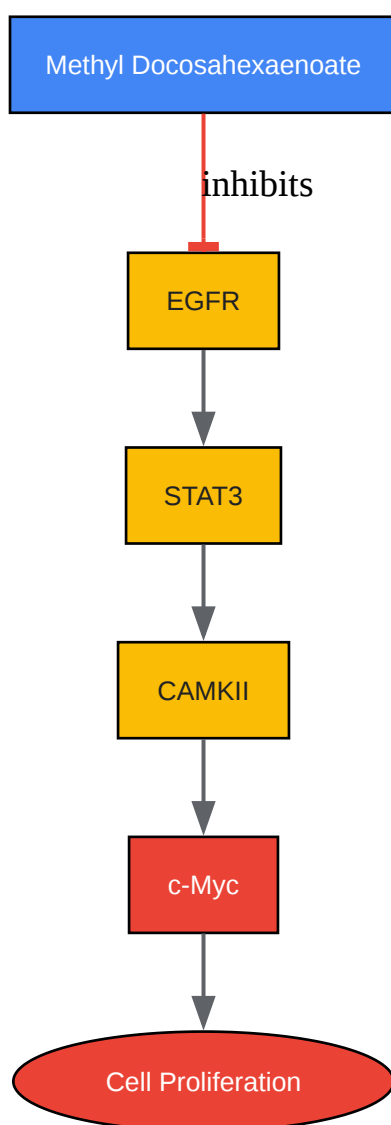 Methyl Docosahexaenoate
inhibits
EGFR
STAT3
CAMKII
c-Myc
Cell Proliferation